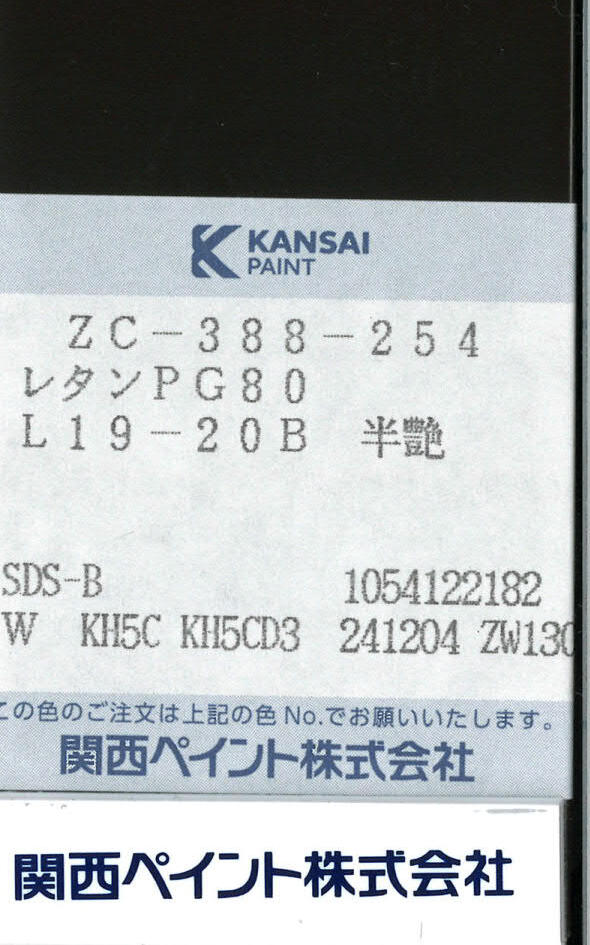 KANSAI
PAINT
ZC-388-254
レタンPG80
L19-20B 半艶
SDS-B 1054122182
W KH5C KH5CD3 241204 ZW130
この色のご注文は上記の色No.でお願いいたします。
関西ペイント株式会社
関西ペイント株式会社